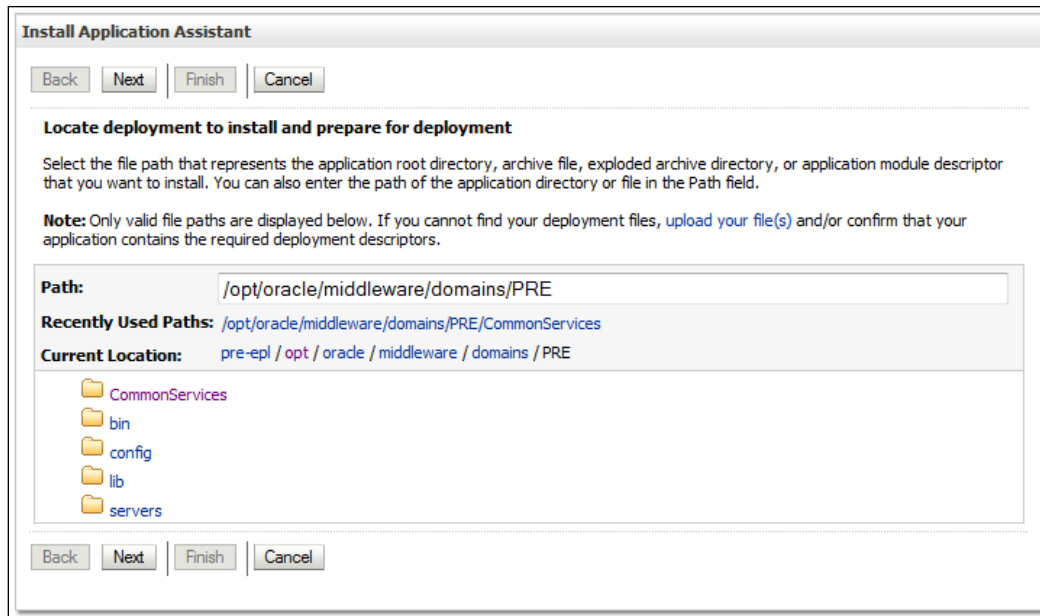 Install Application Assistant
Back Next Finish Cancel
Locate deployment to install and prepare for deployment
Select the file path that represents the application root directory, archive file, exploded archive directory, or application module descriptor
that you want to install. You can also enter the path of the application directory or file in the Path field.
Note: Only valid file paths are displayed below. If you cannot find your deployment files, upload your file(s) and/or confirm that your
application contains the required deployment descriptors.
Path: /opt/oracle/middleware/domains/PRE
Recently Used Paths: /opt/oracle/middleware/domains/PRE/CommonServices
Current Location: pre-epl / opt / oracle / middleware / domains / PRE
CommonServices
bin
config
lib
servers
Back Next Finish Cancel